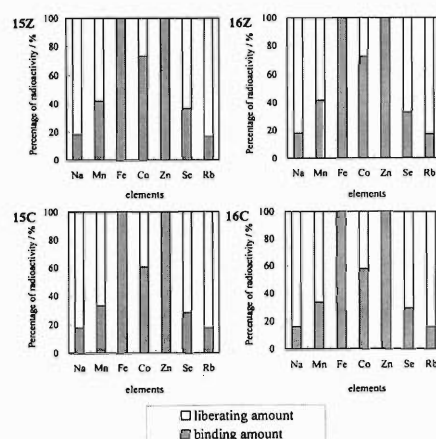 15Z
Percentage of radioactivity / %
100
80
60
40
20
0
Na Mn Fe Co Zn Se Rb
elements
16Z
Percentage of radioactivity / %
100
80
60
40
20
0
Na Mn Fe Co Zn Se Rb
elements
15C
Percentage of radioactivity / %
100
80
60
40
20
0
Na Mn Fe Co Zn Se Rb
elements
16C
Percentage of radioactivity / %
100
80
60
40
20
0
Na Mn Fe Co Zn Se Rb
elements
liberating amount
binding amount